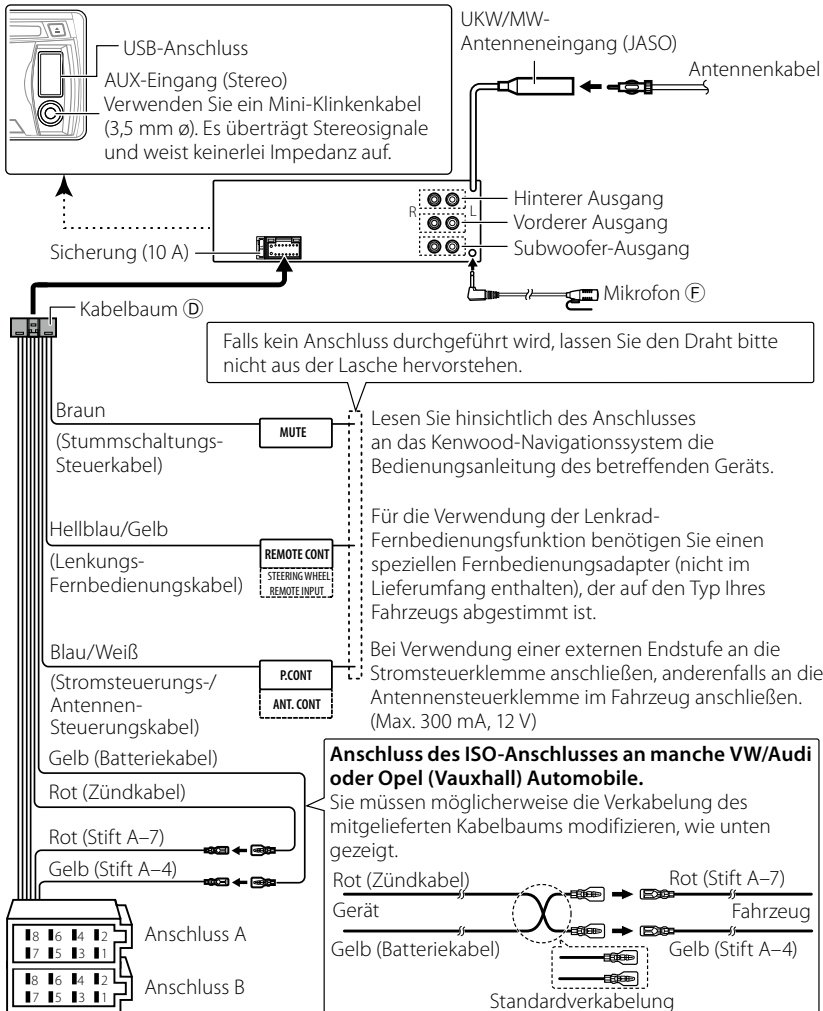 USB-Anschluss
AUX-Eingang (Stereo)
Verwenden Sie ein Mini-Klinkenkabel
(3,5 mm ø). Es überträgt Stereosignale
und weist keinerlei Impedanz auf.
UKW/MW-
Antenneneingang (JASO)
Antennenkabel
R
L
Hinterer Ausgang
Vorderer Ausgang
Subwoofer-Ausgang
Sicherung (10 A)
Mikrofon Ⓕ
Kabelbaum Ⓓ
Falls kein Anschluss durchgeführt wird, lassen Sie den Draht bitte
nicht aus der Lasche hervorstehen.
Braun
(Stummschaltungs-
Steuerkabel)
MUTE
Lesen Sie hinsichtlich des Anschlusses
an das Kenwood-Navigationssystem die
Bedienungsanleitung des betreffenden Geräts.
Hellblau/Gelb
(Lenkungs-
Fernbedienungskabel)
REMOTE CONT
STEERING WHEEL
REMOTE INPUT
Für die Verwendung der Lenkrad-
Fernbedienungsfunktion benötigen Sie einen
speziellen Fernbedienungsadapter (nicht im
Lieferumfang enthalten), der auf den Typ Ihres
Fahrzeugs abgestimmt ist.
Blau/Weiß
(Stromsteuerungs-/
Antennen-
Steuerungskabel)
P.CONT
ANT. CONT
Bei Verwendung einer externen Endstufe an die
Stromsteuerklemme anschließen, anderenfalls an die
Antennensteuerklemme im Fahrzeug anschließen.
(Max. 300 mA, 12 V)
Gelb (Batteriekabel)
Rot (Zündkabel)
Rot (Stift A–7)
Gelb (Stift A–4)
Anschluss des ISO-Anschlusses an manche VW/Audi
oder Opel (Vauxhall) Automobile.
Sie müssen möglicherweise die Verkabelung des
mitgelieferten Kabelbaums modifizieren, wie unten
gezeigt.
Rot (Zündkabel)
Rot (Stift A–7)
Gerät
Fahrzeug
Gelb (Batteriekabel)
Gelb (Stift A–4)
Standardverkabelung
8 6 4 2
7 5 3 1
Anschluss A
8 6 4 2
7 5 3 1
Anschluss B